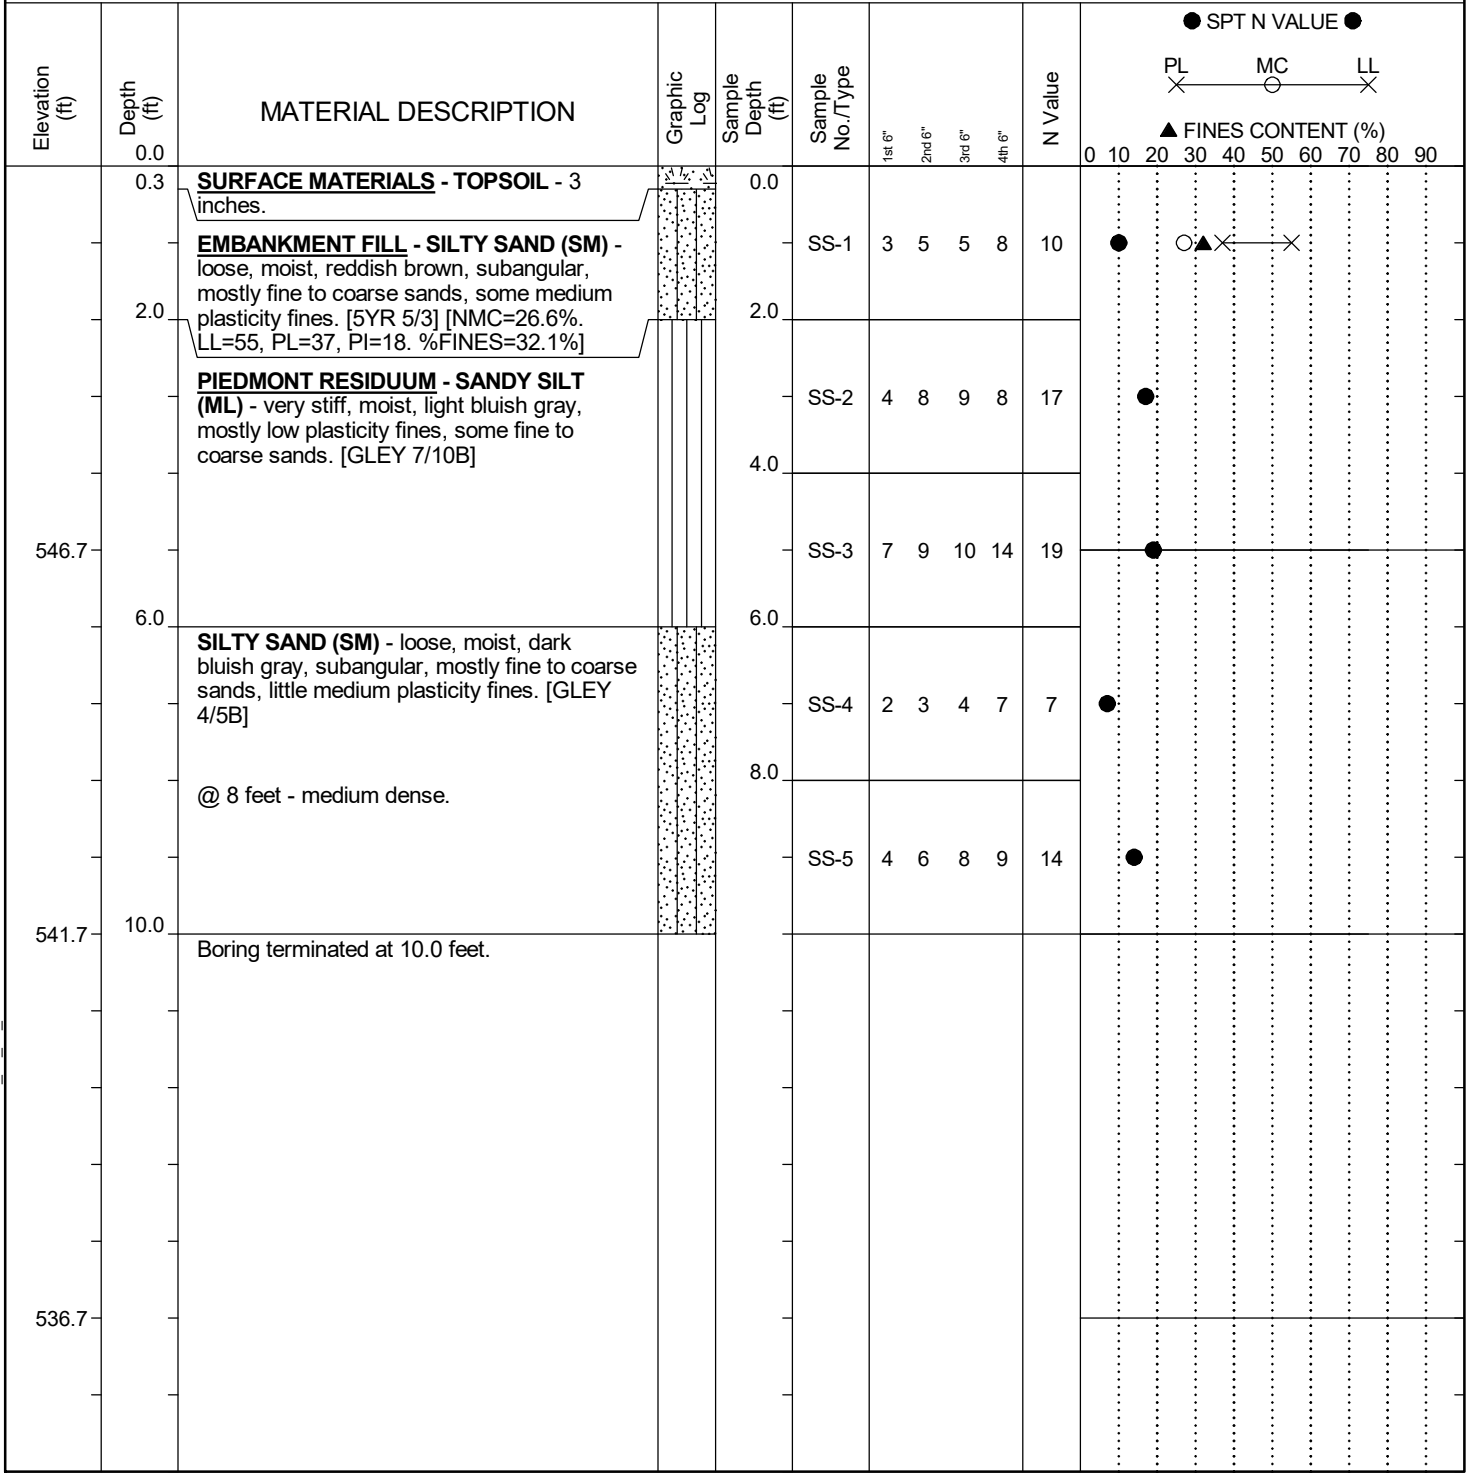 ● SPT N VALUE ●
PL MC LL
▲ FINES CONTENT (%)
Elevation (ft)
Depth (ft)
MATERIAL DESCRIPTION
Graphic Log
Sample Depth (ft)
Sample No./Type
1st 6"
2nd 6"
3rd 6"
4th 6"
N Value
0.0
0 10 20 30 40 50 60 70 80 90
0.3 SURFACE MATERIALS - TOPSOIL - 3 0.0
inches.
EMBANKMENT FILL - SILTY SAND (SM) - SS-1 3 5 5 8 10
loose, moist, reddish brown, subangular,
mostly fine to coarse sands, some medium
2.0 plasticity fines. [5YR 5/3] [NMC=26.6%. 2.0
LL=55, PL=37, PI=18. %FINES=32.1%]
PIEDMONT RESIDUUM - SANDY SILT
(ML) - very stiff, moist, light bluish gray, SS-2 4 8 9 8 17
mostly low plasticity fines, some fine to
coarse sands. [GLEY 7/10B] 4.0
546.7 SS-3 7 9 10 14 19
6.0 6.0
SILTY SAND (SM) - loose, moist, dark
bluish gray, subangular, mostly fine to coarse
sands, little medium plasticity fines. [GLEY SS-4 2 3 4 7 7
4/5B]
8.0
@ 8 feet - medium dense.
SS-5 4 6 8 9 14
541.7 10.0
Boring terminated at 10.0 feet.
536.7